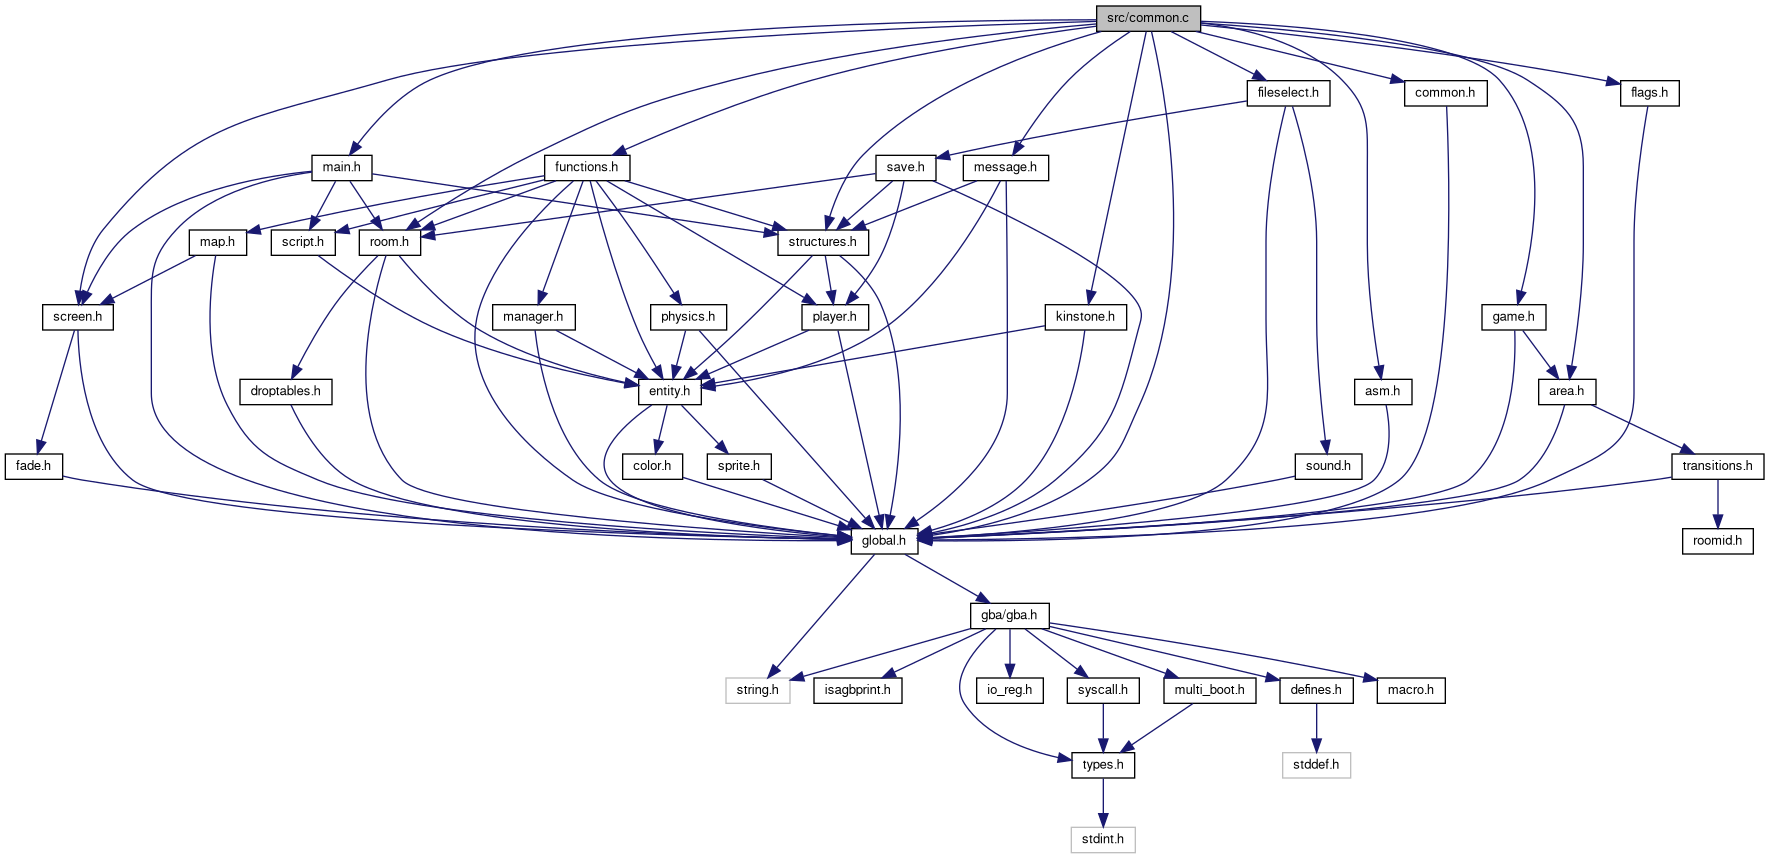 src/common.c
fileselect.h
common.h
flags.h
main.h
functions.h
save.h
message.h
map.h
script.h
room.h
structures.h
screen.h
manager.h
physics.h
player.h
kinstone.h
game.h
droptables.h
entity.h
asm.h
area.h
fade.h
color.h
sprite.h
sound.h
transitions.h
global.h
roomid.h
gba/gba.h
string.h
isagbprint.h
io_reg.h
syscall.h
multi_boot.h
defines.h
macro.h
types.h
stddef.h
stdint.h